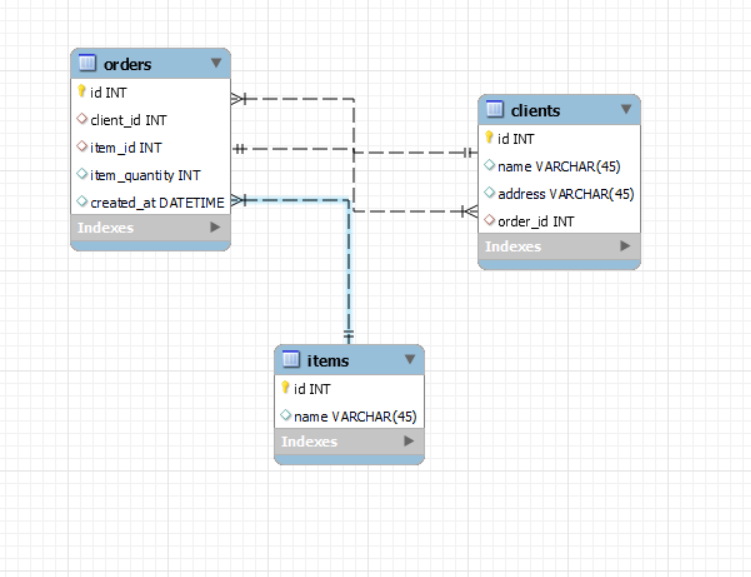 orders
id INT
client_id INT
item_id INT
item_quantity INT
created_at DATETIME
Indexes
clients
id INT
name VARCHAR(45)
address VARCHAR(45)
order_id INT
Indexes
items
id INT
name VARCHAR(45)
Indexes